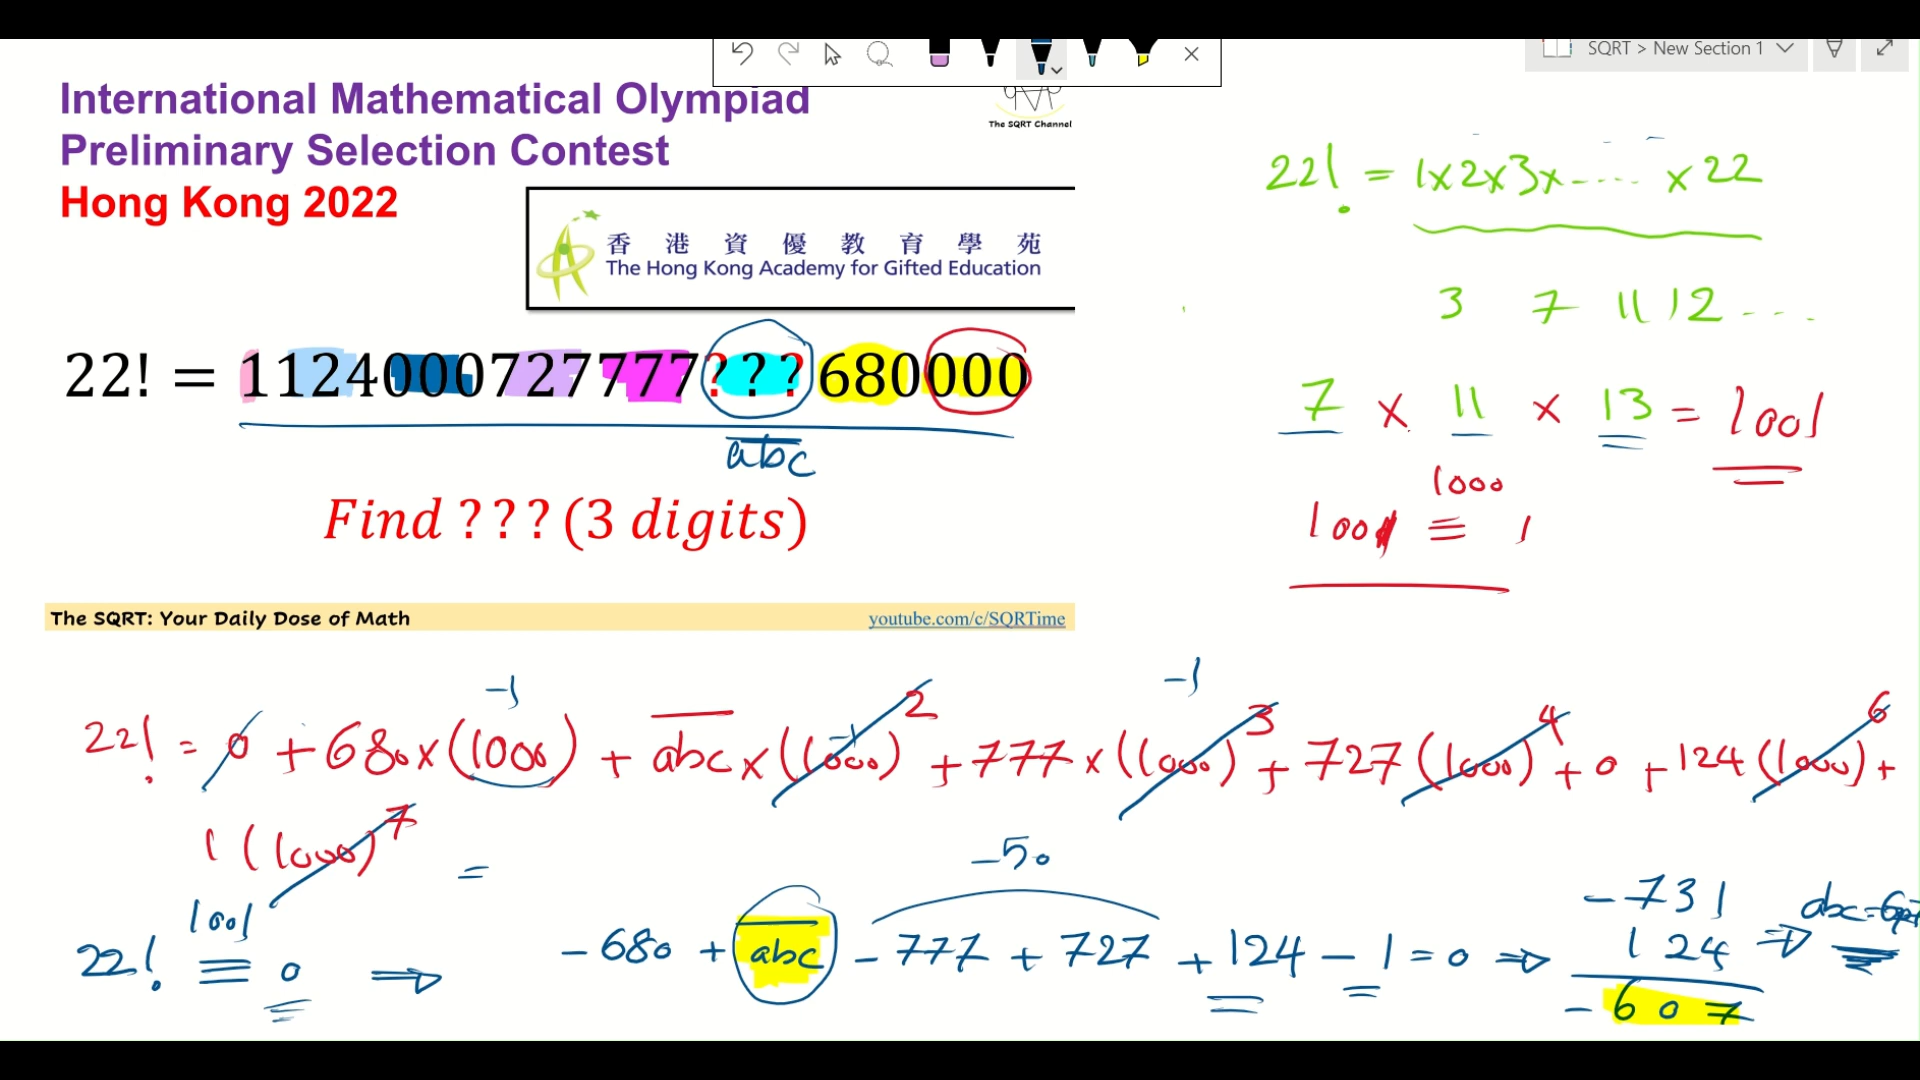 SQRT > New Section 1
International Mathematical Olympiad
Preliminary Selection Contest
Hong Kong 2022
The SQRT Channel
香港資優教育學苑
The Hong Kong Academy for Gifted Education
22! = 1124000727777???680000
abc
Find ??? (3 digits)
The SQRT: Your Daily Dose of Math
youtube.com/c/SQRTime
22! = 1x2x3x---- x 22
3 7 11 12 ----
7 x 11 x 13 = 1001
1000
1001 ≡ 1
-1 -1
22! = 0 + 680 x (1000) + abc x (1000)² + 777 x (1000)³ + 727 (1000)⁴ + 0 + 124 (1000)⁶ +
-1
1 (1000)⁷ =
-50
1001
22! ≡ 0 ⇒ -680 + abc - 777 + 727 + 124 - 1 = 0 ⇒
-731
124
-607
⇒ abc=607